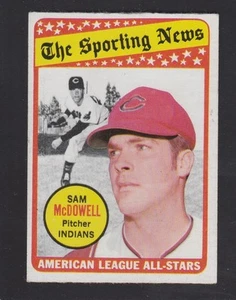 The Sporting News
C
SAM
McDOWELL
Pitcher
INDIANS
AMERICAN LEAGUE ALL-STARS